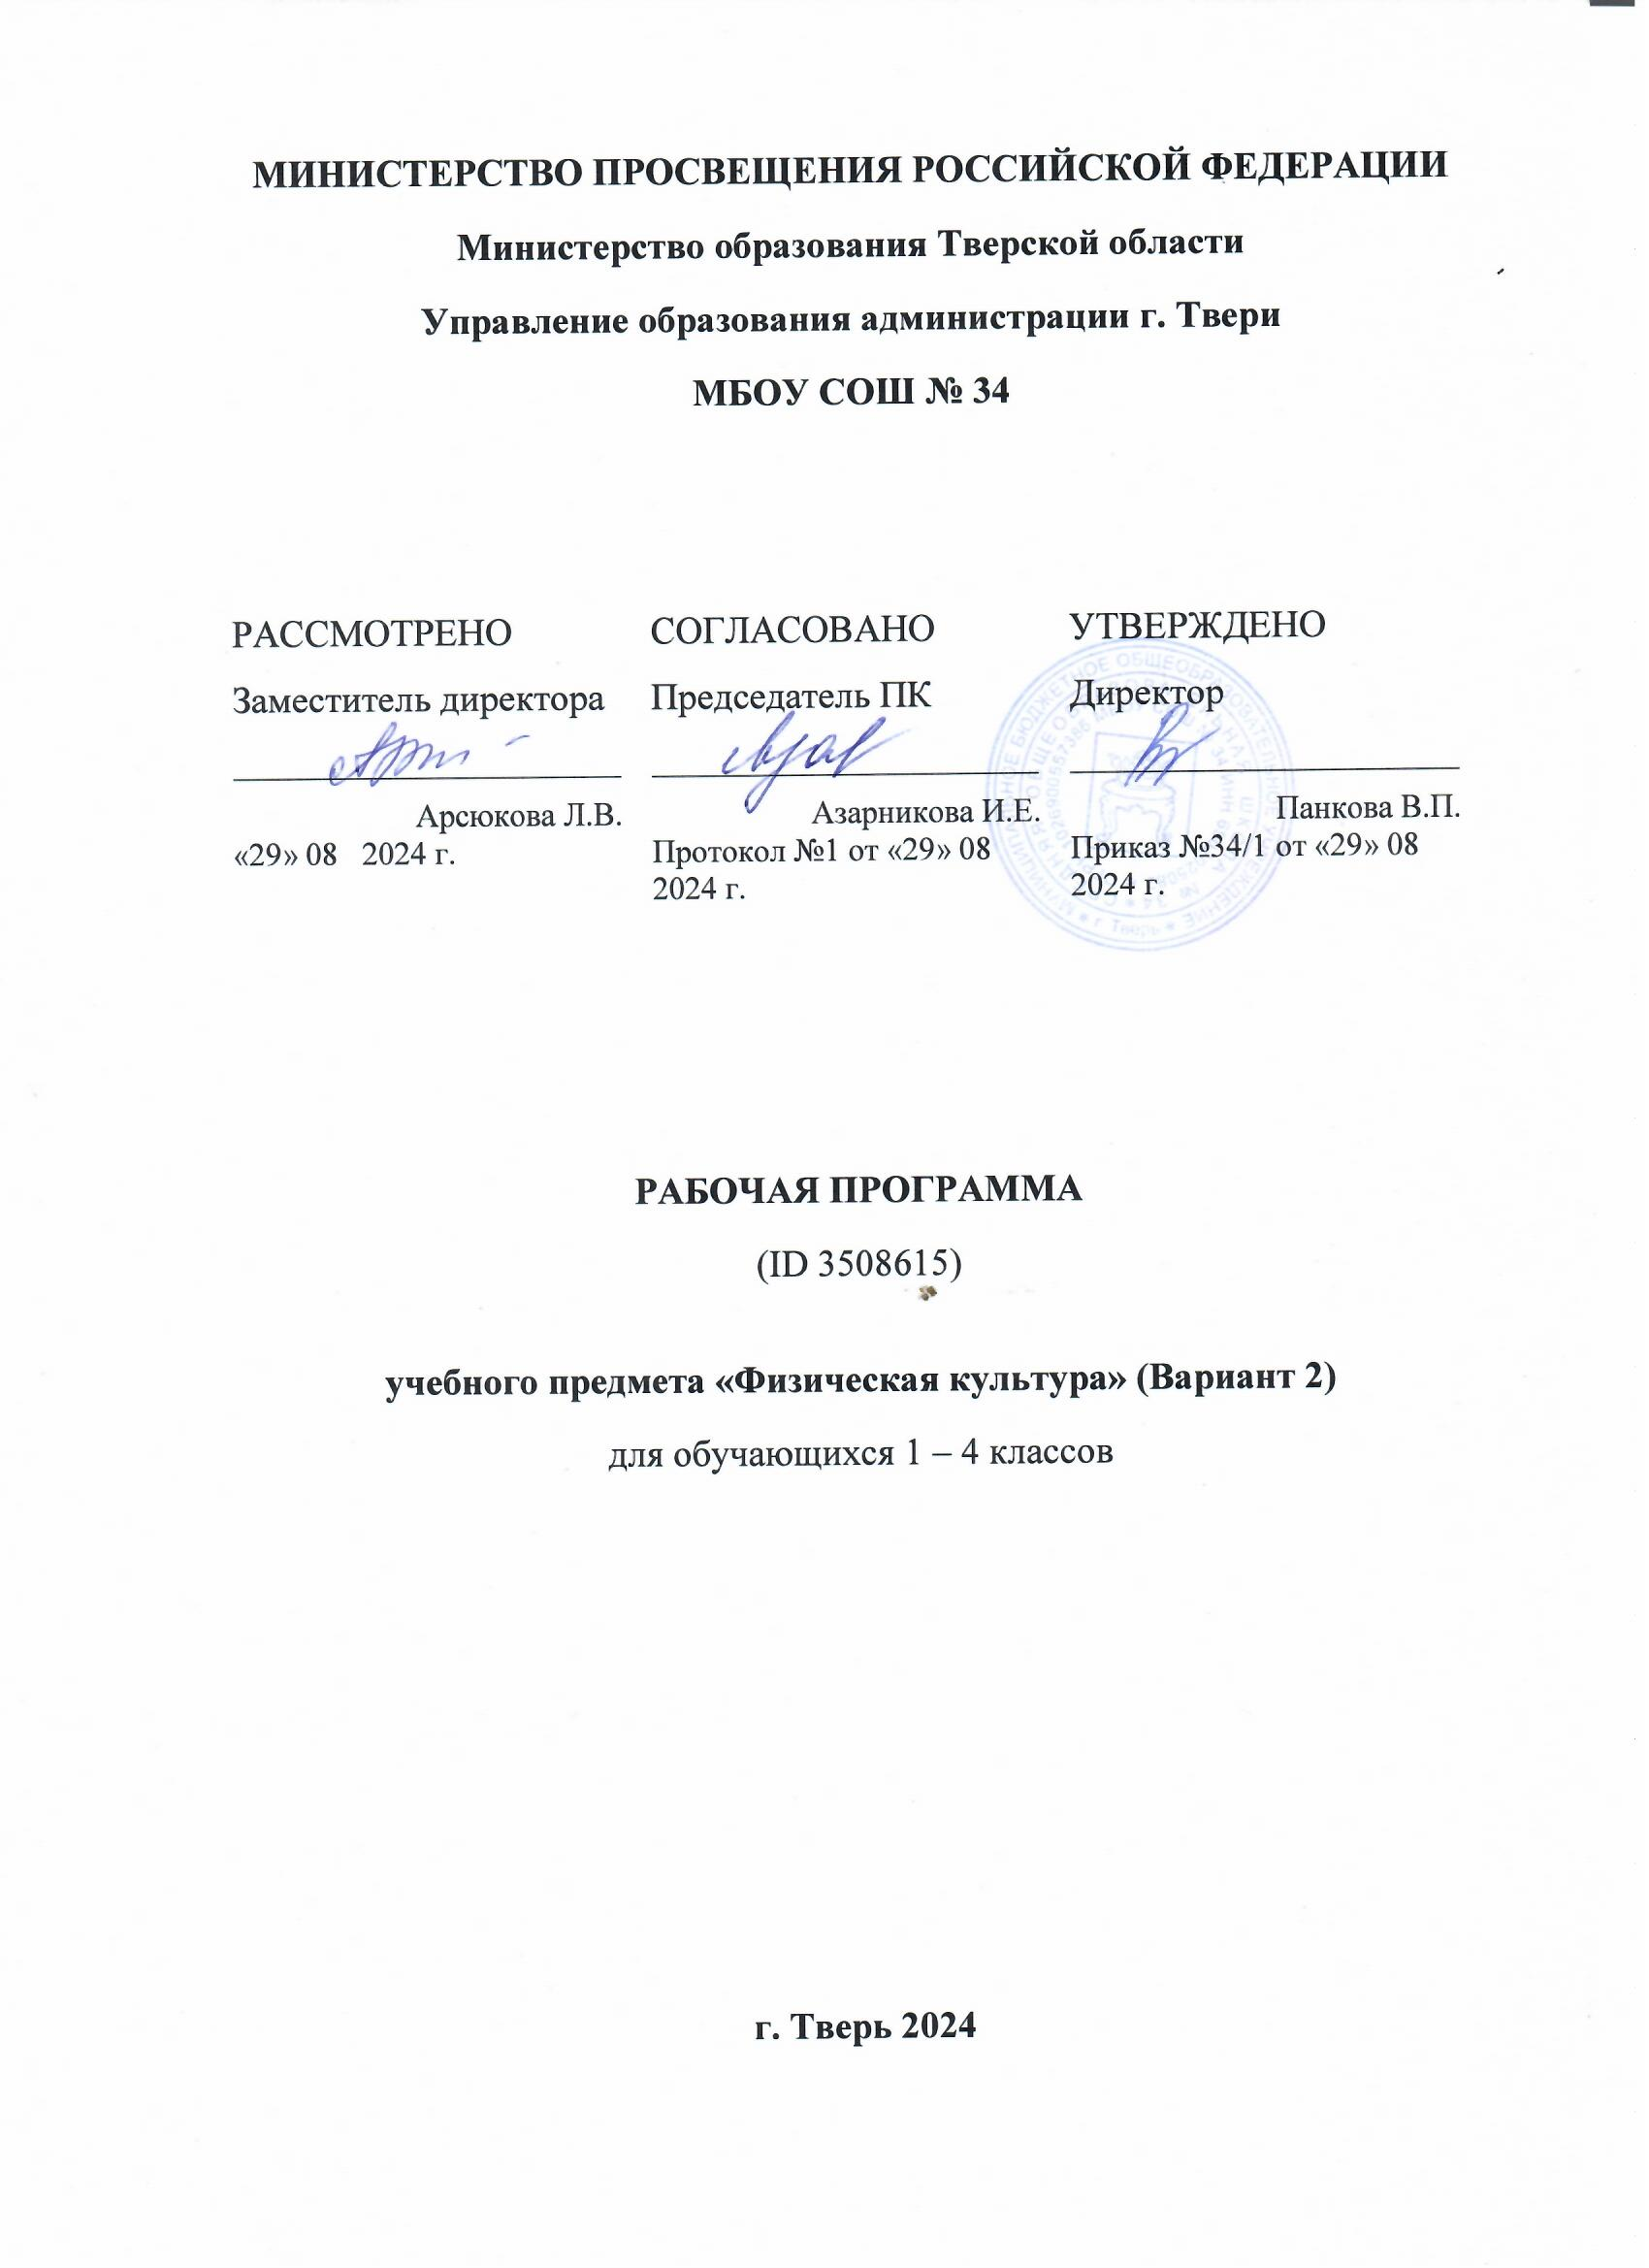 МИНИСТЕРСТВО ПРОСВЕЩЕНИЯ РОССИЙСКОЙ ФЕДЕРАЦИИ
Министерство образования Тверской области
Управление образования администрации г. Твери
МБОУ СОШ № 34
РАССМОТРЕНО
Заместитель директора
Арсюкова Л.В.
«29» 08 2024 г.
СОГЛАСОВАНО
Председатель ПК
Азарникова И.Е.
Протокол №1 от «29» 08
2024 г.
УТВЕРЖДЕНО
Директор
Панкова В.П.
Приказ №34/1 от «29» 08
2024 г.
РАБОЧАЯ ПРОГРАММА
(ID 3508615)
учебного предмета «Физическая культура» (Вариант 2)
для обучающихся 1 – 4 классов
г. Тверь 2024